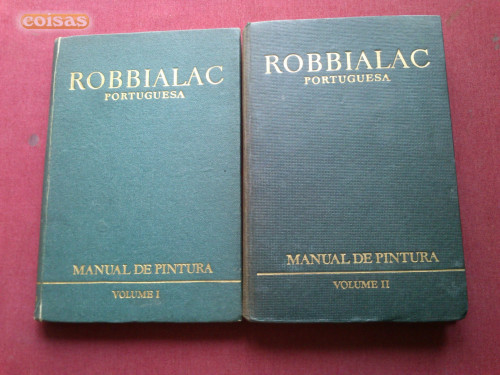 coisas
ROBBIALAC
PORTUGUESA
MANUAL DE PINTURA
VOLUME I
ROBBIALAC
PORTUGUESA
MANUAL DE PINTURA
VOLUME II